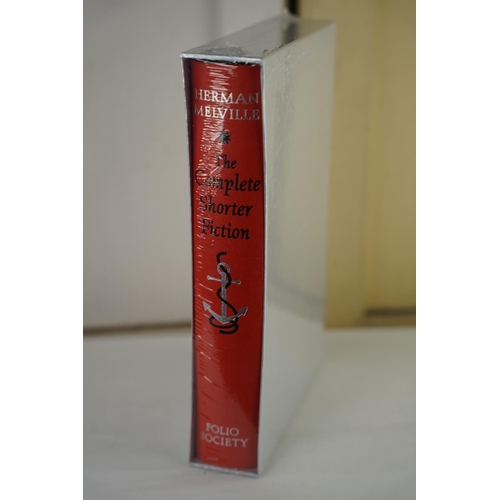 HERMAN
MELVILLE
The
Complete
Shorter
Fiction
FOLIO
SOCIETY